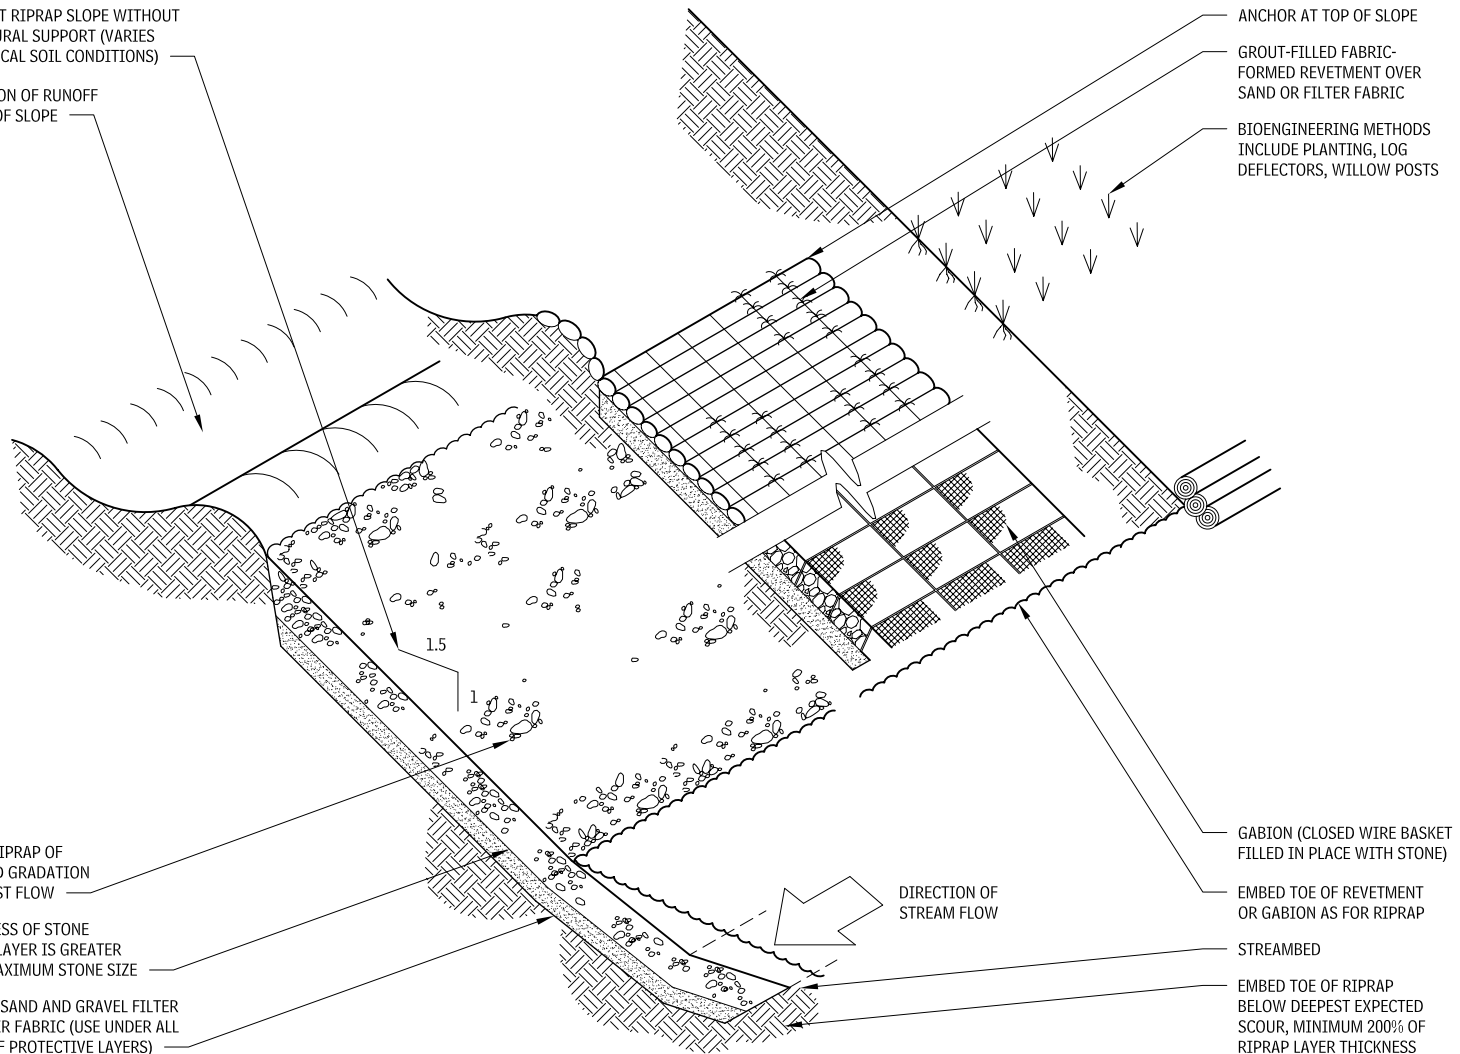 T RIPRAP SLOPE WITHOUT
URAL SUPPORT (VARIES
CAL SOIL CONDITIONS)
ON OF RUNOFF
OF SLOPE
ANCHOR AT TOP OF SLOPE
GROUT-FILLED FABRIC-
FORMED REVETMENT OVER
SAND OR FILTER FABRIC
BIOENGINEERING METHODS
INCLUDE PLANTING, LOG
DEFLECTORS, WILLOW POSTS
1.5
1
IPRAP OF
D GRADATION
ST FLOW
ESS OF STONE
LAYER IS GREATER
AXIMUM STONE SIZE
SAND AND GRAVEL FILTER
R FABRIC (USE UNDER ALL
F PROTECTIVE LAYERS)
DIRECTION OF
STREAM FLOW
GABION (CLOSED WIRE BASKET
FILLED IN PLACE WITH STONE)
EMBED TOE OF REVETMENT
OR GABION AS FOR RIPRAP
STREAMBED
EMBED TOE OF RIPRAP
BELOW DEEPEST EXPECTED
SCOUR, MINIMUM 200% OF
RIPRAP LAYER THICKNESS